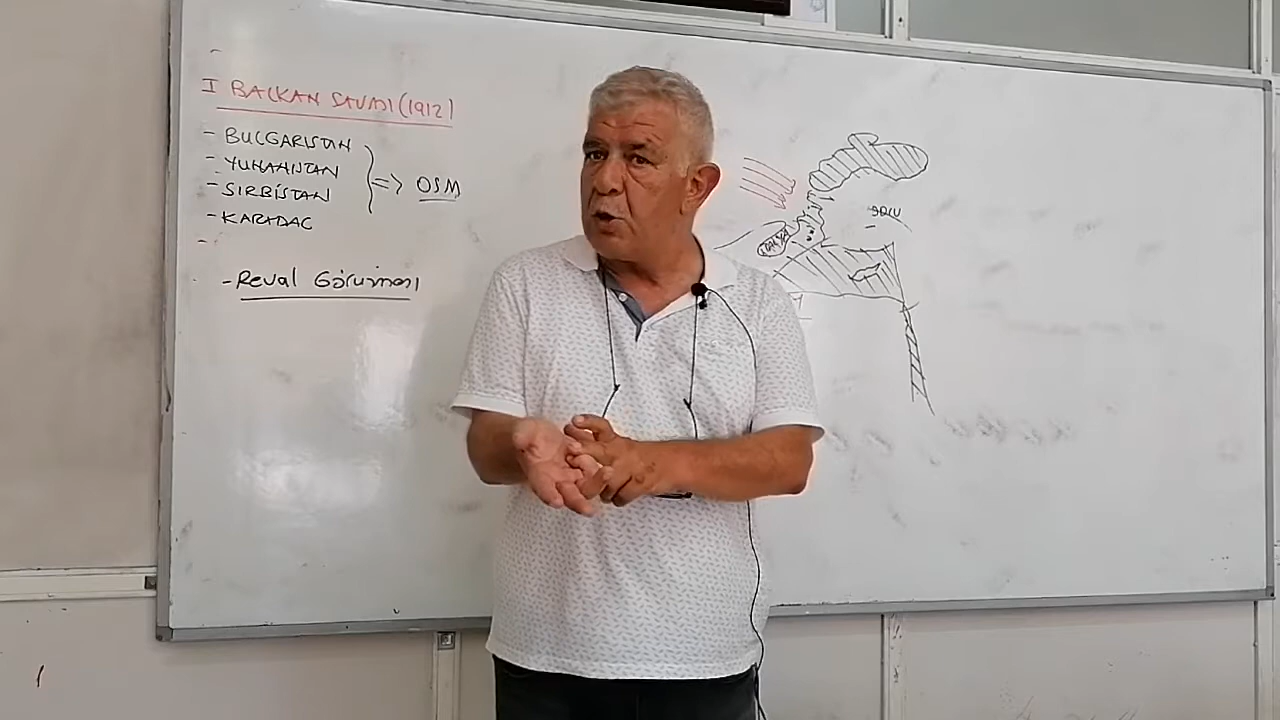 I BALKAN SAVAŞI (1912)
- BULGARİSTAN
- YUNANİSTAN
- SIRBİSTAN
=> OSM
- KARADAĞ
- Reval Görüşmesi